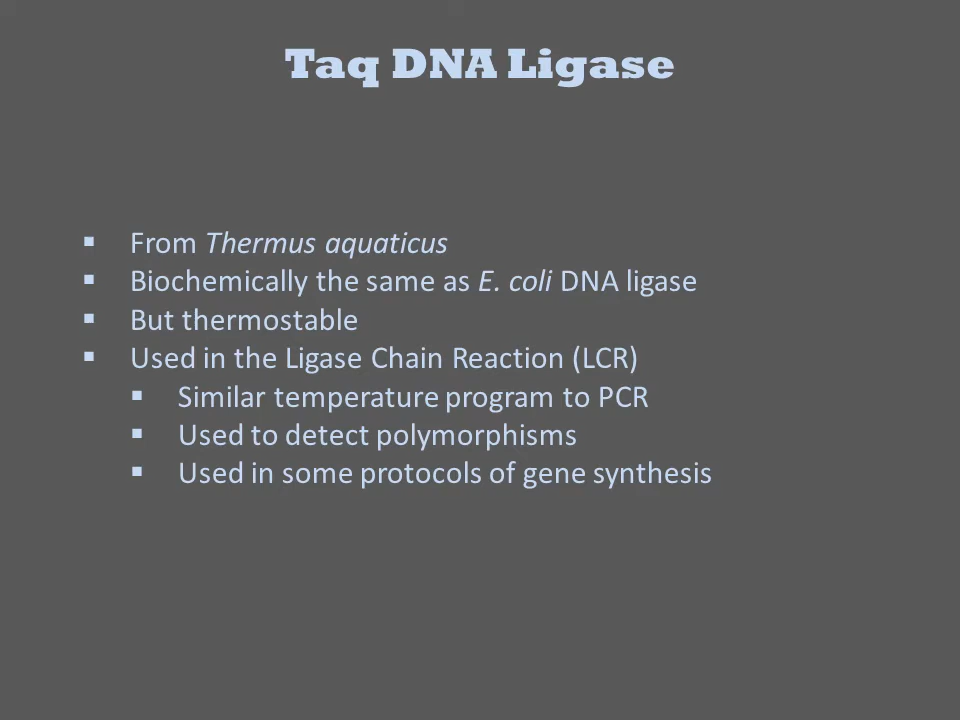 Taq DNA Ligase
▪ From Thermus aquaticus
▪ Biochemically the same as E. coli DNA ligase
▪ But thermostable
▪ Used in the Ligase Chain Reaction (LCR)
▪ Similar temperature program to PCR
▪ Used to detect polymorphisms
▪ Used in some protocols of gene synthesis